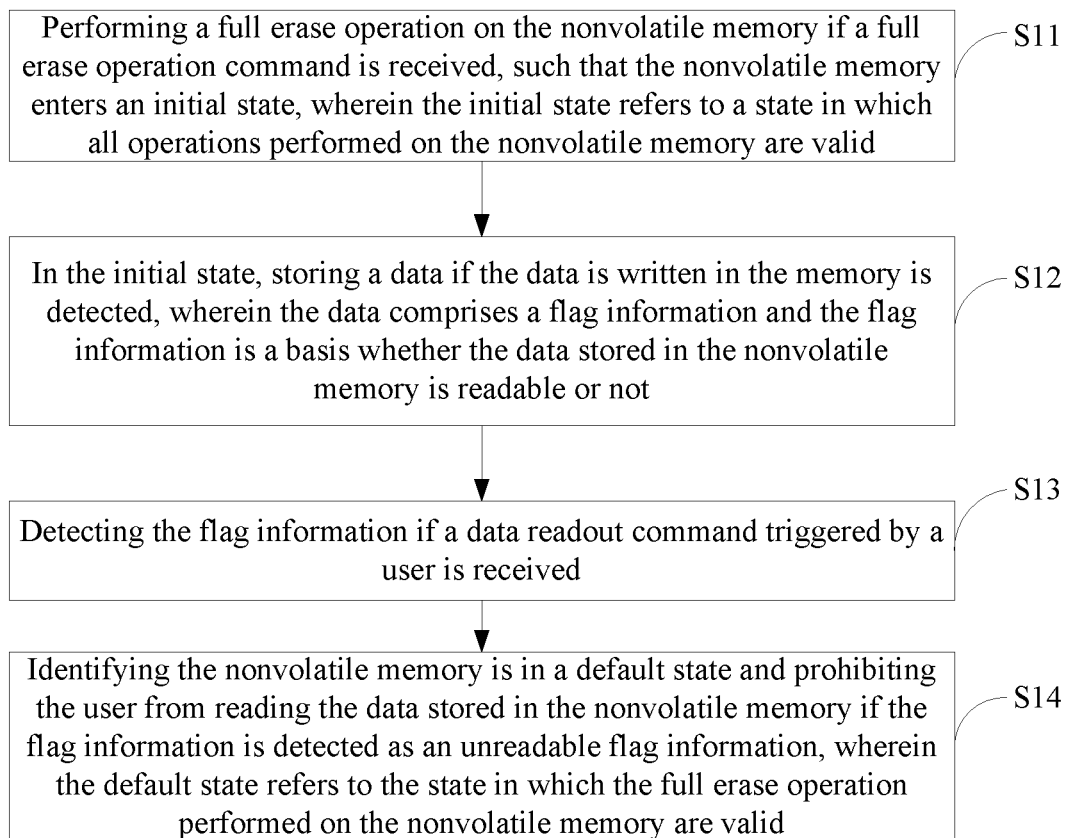 Performing a full erase operation on the nonvolatile memory if a full
erase operation command is received, such that the nonvolatile memory
enters an initial state, wherein the initial state refers to a state in which
all operations performed on the nonvolatile memory are valid
S11
In the initial state, storing a data if the data is written in the memory is
detected, wherein the data comprises a flag information and the flag
information is a basis whether the data stored in the nonvolatile
memory is readable or not
S12
Detecting the flag information if a data readout command triggered by a
user is received
S13
Identifying the nonvolatile memory is in a default state and prohibiting
the user from reading the data stored in the nonvolatile memory if the
flag information is detected as an unreadable flag information, wherein
the default state refers to the state in which the full erase operation
performed on the nonvolatile memory are valid
S14